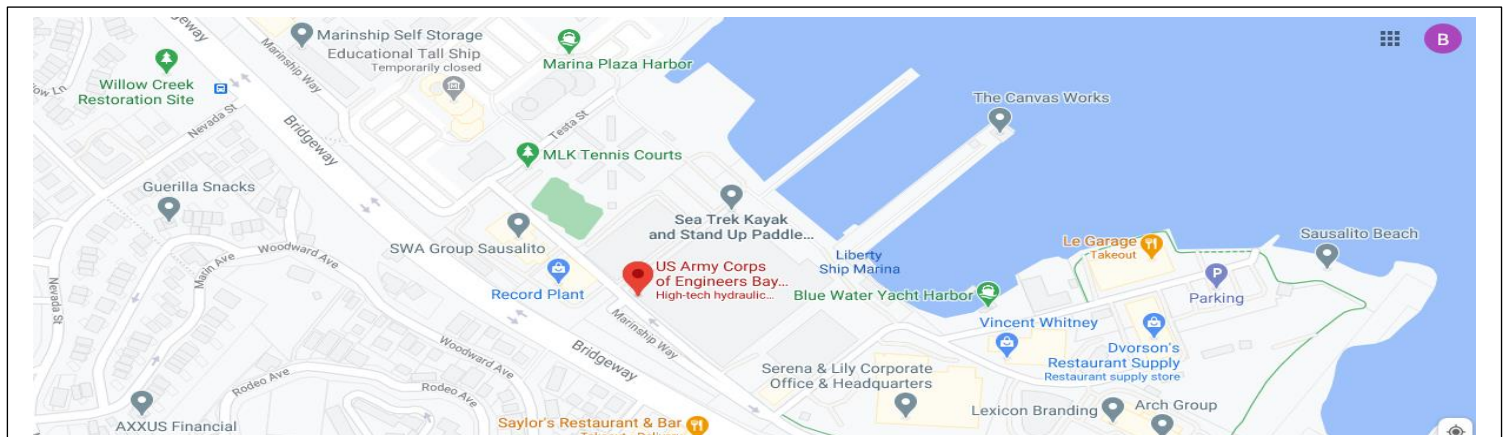 geway
Marinship Way
Marinship Self Storage
Educational Tall Ship
Temporarily closed
Marina Plaza Harbor
B
Willow Creek
Restoration Site
ow Ln
Nevada St
Bridgeway
Testa St
The Canvas Works
MLK Tennis Courts
Guerilla Snacks
Sea Trek Kayak
and Stand Up Paddle...
SWA Group Sausalito
Woodward Ave
Marin Ave
Nevada St
Record Plant
US Army Corps
of Engineers Bay...
High-tech hydraulic...
Liberty
Ship Marina
Le Garage
Takeout
Sausalito Beach
P
Parking
Blue Water Yacht Harbor
Marinship Way
Bridgeway
Vincent Whitney
Dvorson's
Restaurant Supply
Restaurant supply store
Woodward Ave
Rodeo Ave
Rodeo Ave
Serena & Lily Corporate
Office & Headquarters
Lexicon Branding
Arch Group
AXXUS Financial
Saylor's Restaurant & Bar